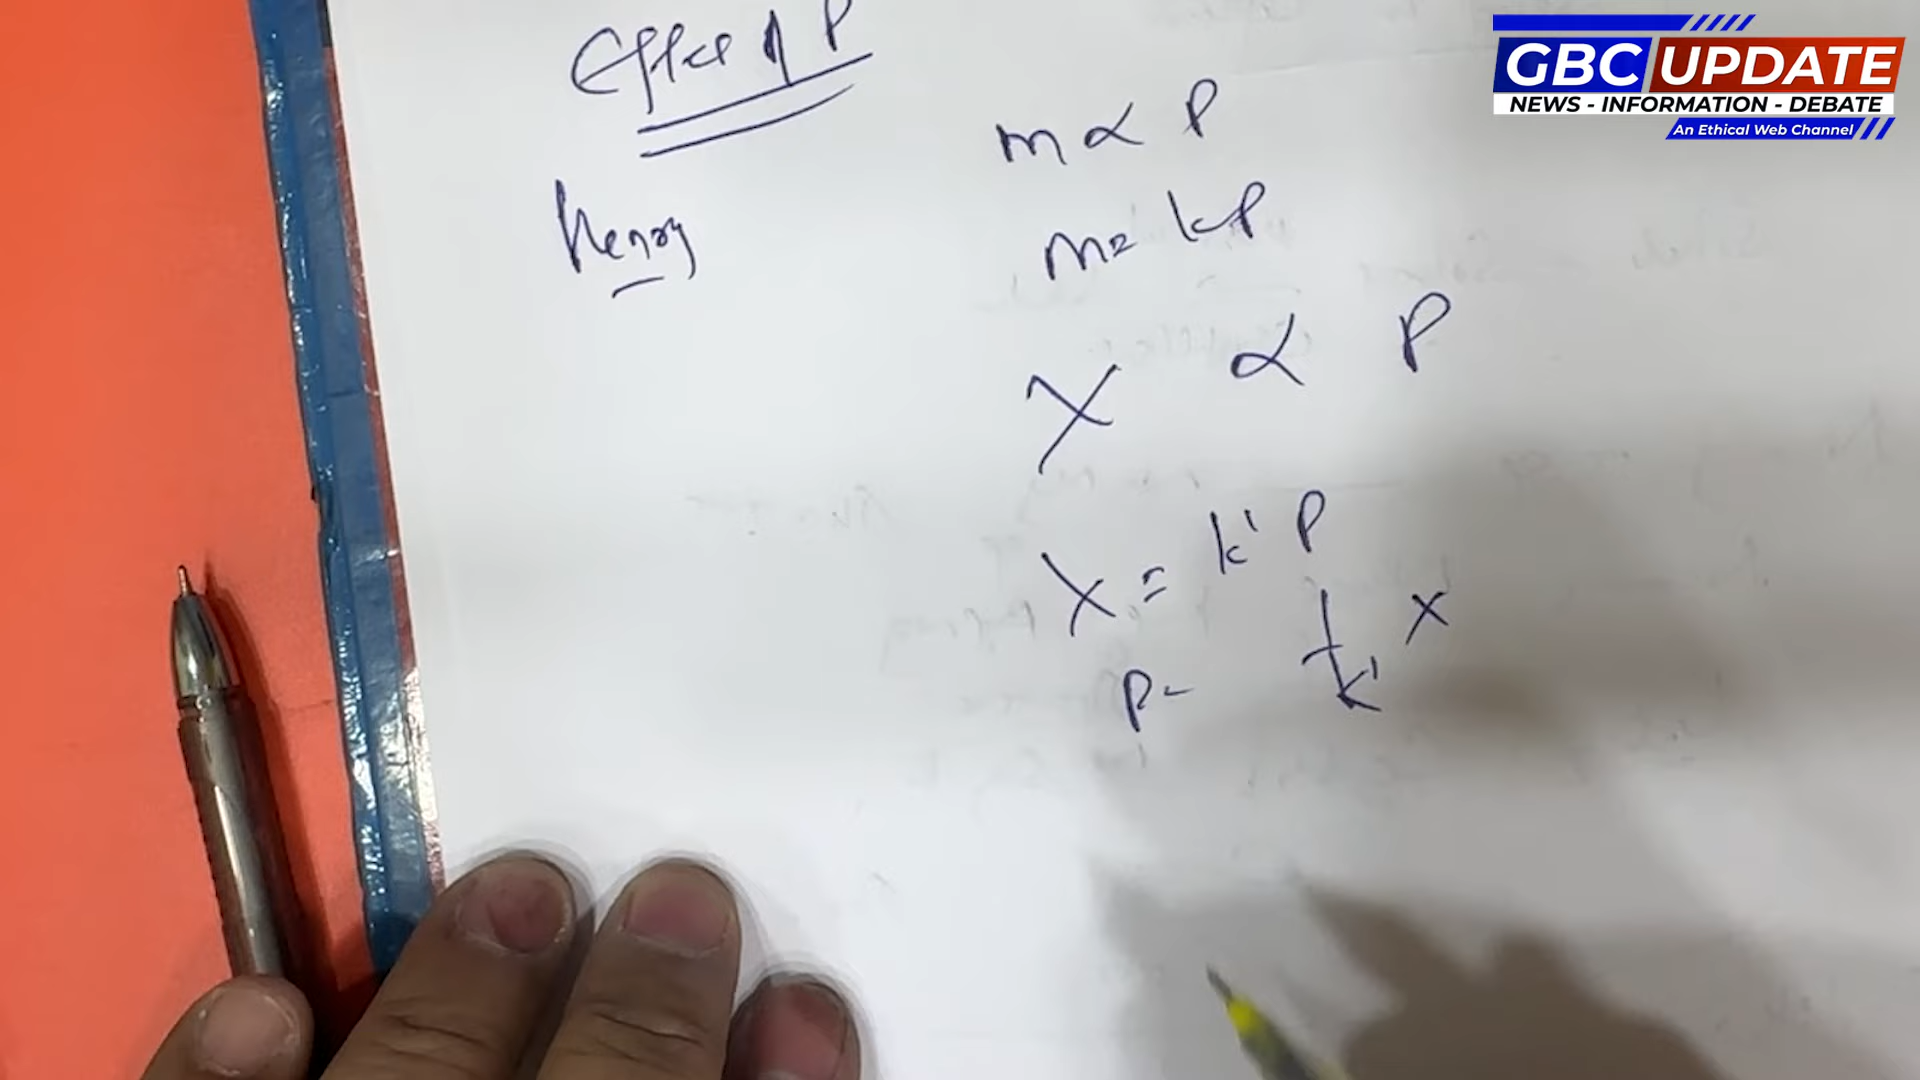 Effect of P
GBC UPDATE
NEWS - INFORMATION - DEBATE
An Ethical Web Channel
m ∝ P
Henry
m = kP
X ∝ P
X = k' P
P = 1/k' X